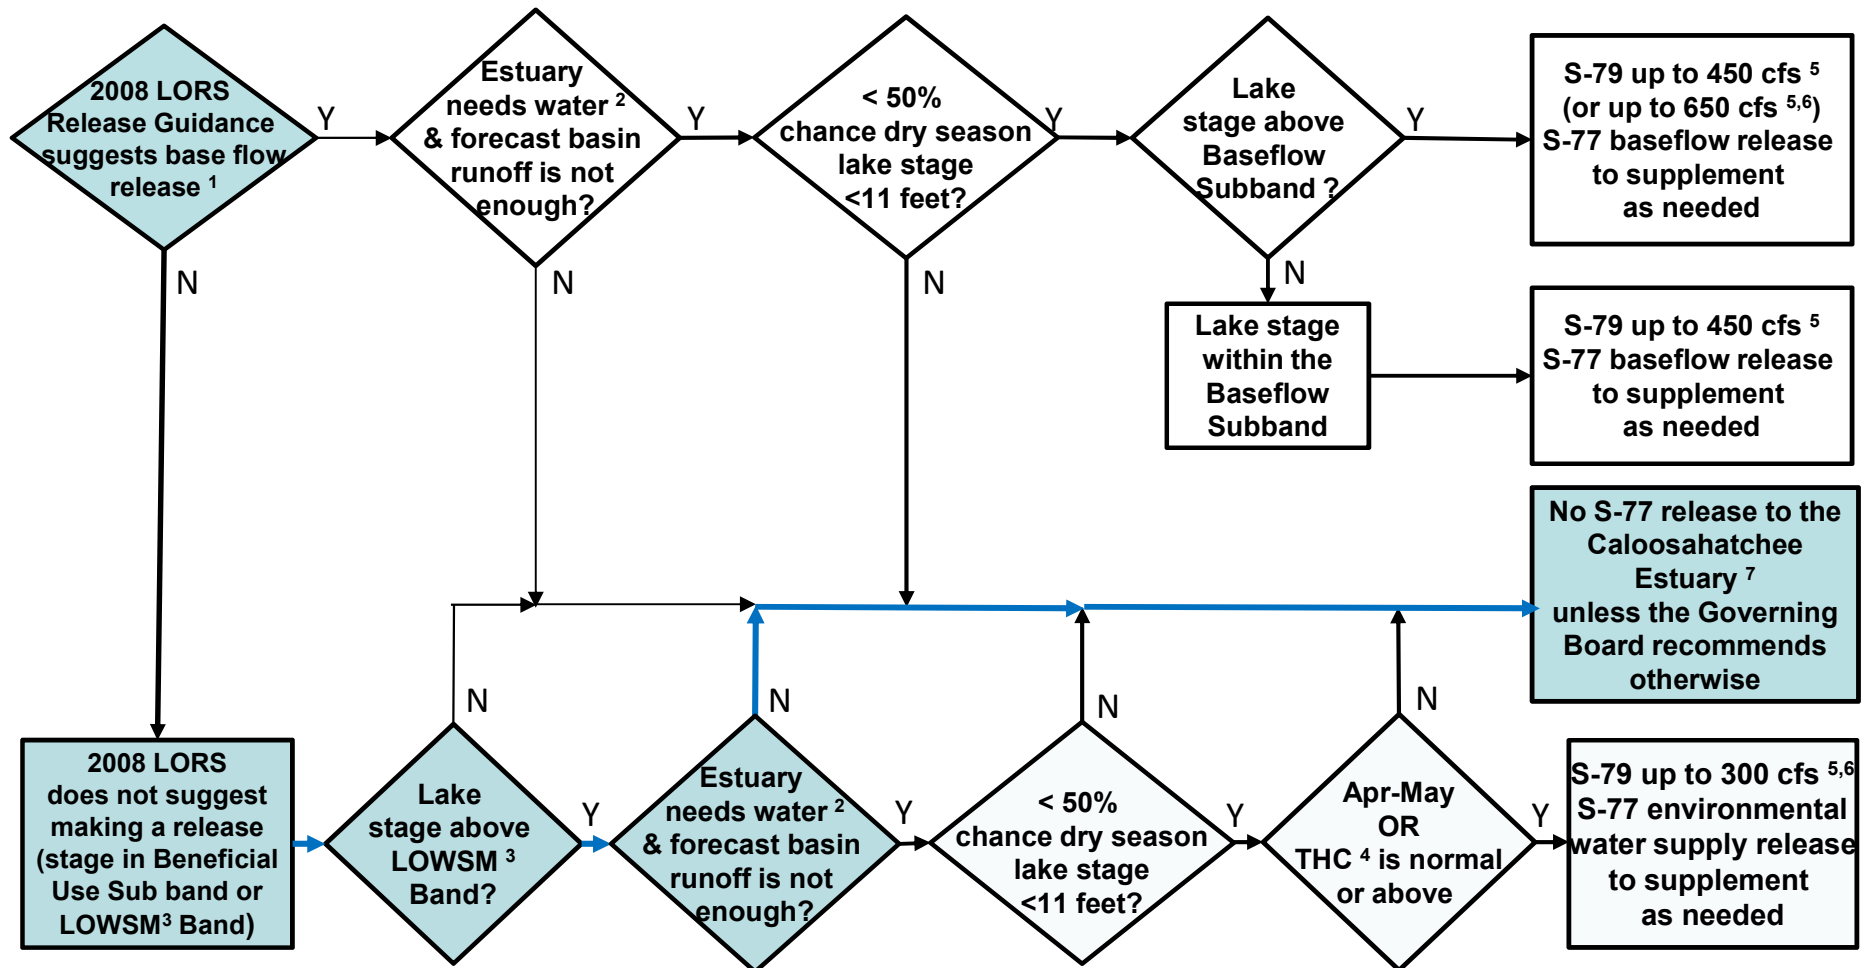 2008 LORS
Release Guidance
suggests base flow
release ¹
Y
N
Estuary
needs water ²
& forecast basin
runoff is not
enough?
Y
N
< 50%
chance dry season
lake stage
<11 feet?
Y
N
Lake
stage above
Baseflow
Subband ?
Y
N
S-79 up to 450 cfs ⁵
(or up to 650 cfs ⁵,⁶)
S-77 baseflow release
to supplement
as needed
Lake stage
within the
Baseflow
Subband
S-79 up to 450 cfs ⁵
S-77 baseflow release
to supplement
as needed
No S-77 release to the
Caloosahatchee
Estuary ⁷
unless the Governing
Board recommends
otherwise
2008 LORS
does not suggest
making a release
(stage in Beneficial
Use Sub band or
LOWSM³ Band)
N
Lake
stage above
LOWSM ³
Band?
Y
N
Estuary
needs water ²
& forecast basin
runoff is not
enough?
Y
N
< 50%
chance dry season
lake stage
<11 feet?
Y
N
Apr-May
OR
THC ⁴ is normal
or above
Y
S-79 up to 300 cfs ⁵,⁶
S-77 environmental
water supply release
to supplement
as needed